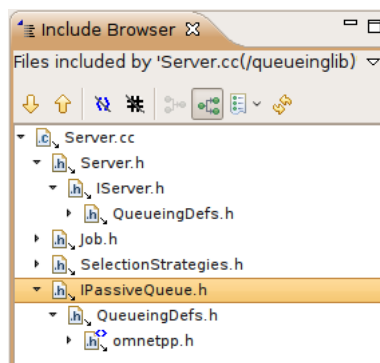 Include Browser
Files included by 'Server.cc(/queueinglib)
.c Server.cc
.h Server.h
.h IServer.h
.h QueueingDefs.h
.h Job.h
.h SelectionStrategies.h
.h IPassiveQueue.h
.h QueueingDefs.h
.h omnetpp.h